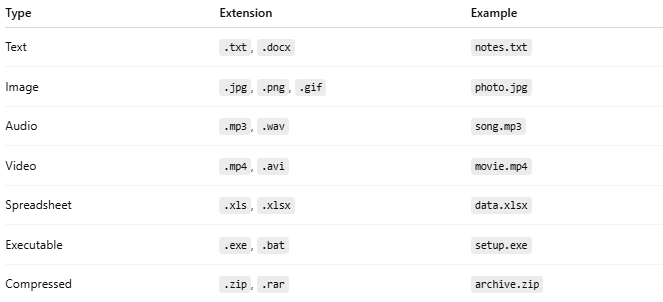 Type Extension Example
Text .txt, .docx notes.txt
Image .jpg, .png, .gif photo.jpg
Audio .mp3, .wav song.mp3
Video .mp4, .avi movie.mp4
Spreadsheet .xls, .xlsx data.xlsx
Executable .exe, .bat setup.exe
Compressed .zip, .rar archive.zip